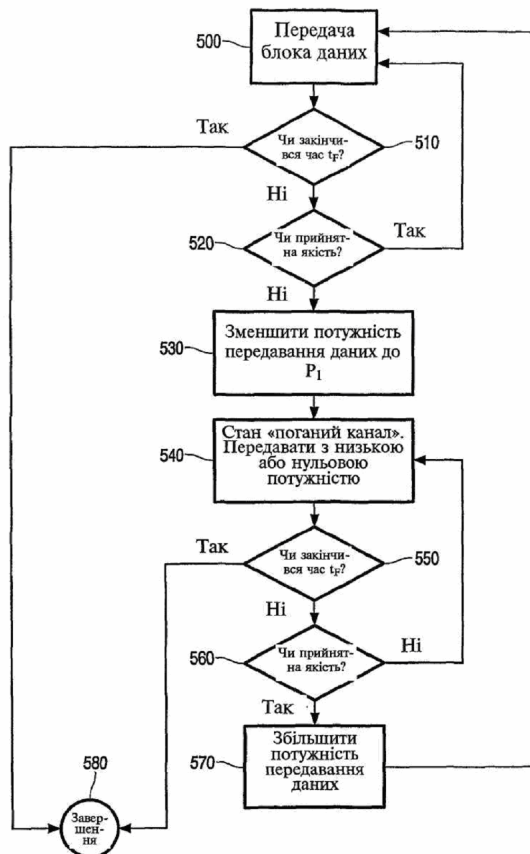 500
Передача
блока даних
Так
Чи закінчи-
вся час tF?
510
Ні
520
Чи прийнят-
на якість?
Так
Ні
530
Зменшити потужність
передавання даних до
P1
540
Стан «поганий канал».
Передавати з низькою
або нульовою
потужністю
Так
Чи закінчи-
вся час tF?
550
Ні
560
Чи прийнят-
на якість?
Ні
Так
570
Збільшити
потужність
передавання
даних
580
Завер-
шен-
ня